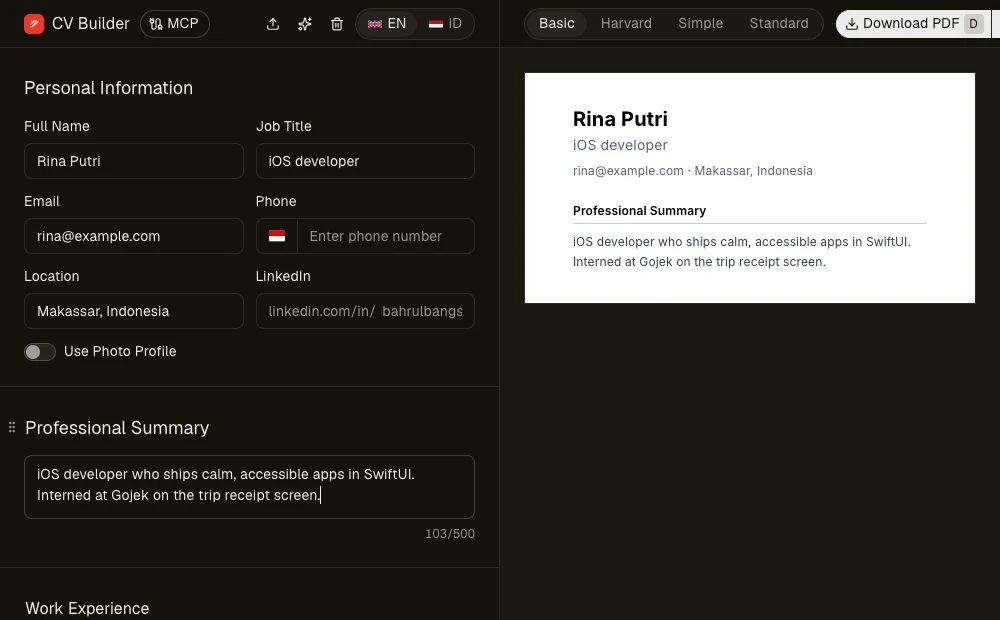 CV Builder
MCP
EN
ID
Basic
Harvard
Simple
Standard
Download PDF
D
Personal Information
Full Name
Job Title
Rina Putri
iOS developer
Email
Phone
rina@example.com
Enter phone number
Location
LinkedIn
Makassar, Indonesia
linkedin.com/in/ bahrulbangs
Use Photo Profile
Professional Summary
iOS developer who ships calm, accessible apps in SwiftUI.
Interned at Gojek on the trip receipt screen.
103/500
Work Experience
Rina Putri
iOS developer
rina@example.com · Makassar, Indonesia
Professional Summary
iOS developer who ships calm, accessible apps in SwiftUI.
Interned at Gojek on the trip receipt screen.